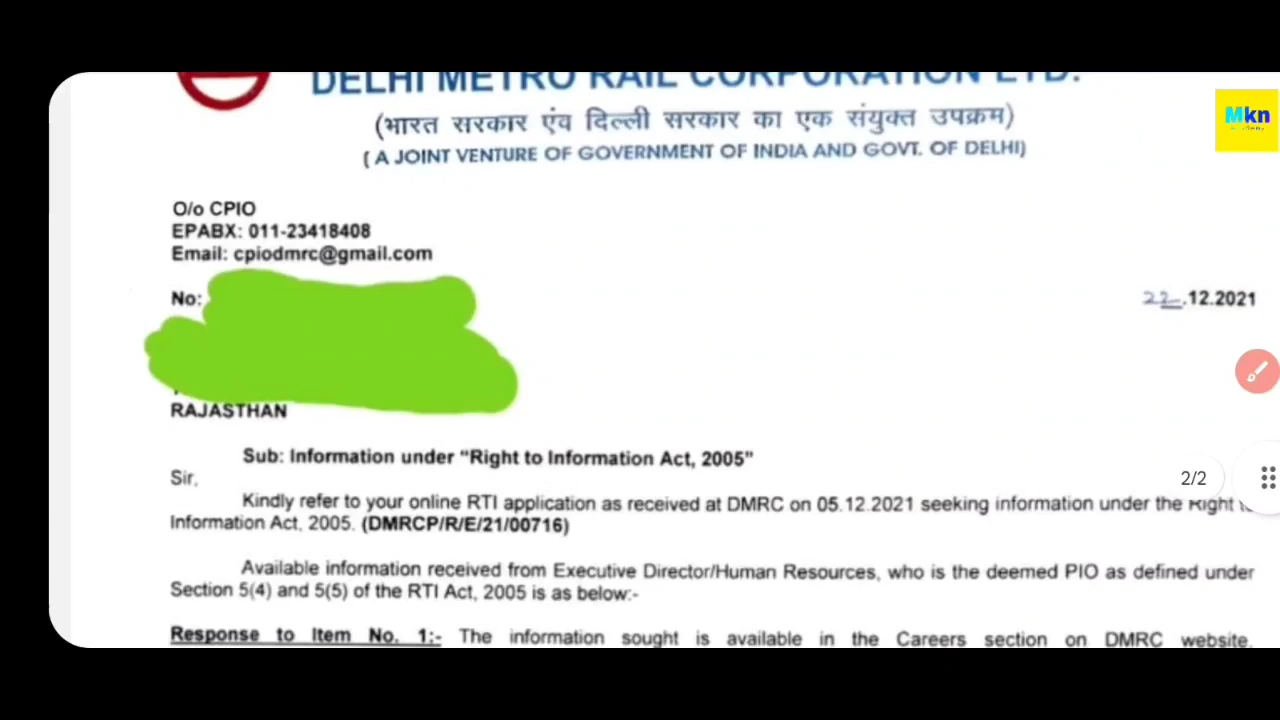 DELHI METRO RAIL CORPORATION LTD.
(भारत सरकार एंव दिल्ली सरकार का एक संयुक्त उपक्रम)
( A JOINT VENTURE OF GOVERNMENT OF INDIA AND GOVT. OF DELHI)
Mkn
O/o CPIO
EPABX: 011-23418408
Email: cpiodmrc@gmail.com
No:
22.12.2021
RAJASTHAN
Sub: Information under “Right to Information Act, 2005”
Sir,
2/2
Kindly refer to your online RTI application as received at DMRC on 05.12.2021 seeking information under the Right to
Information Act, 2005. (DMRCP/R/E/21/00716)
Available information received from Executive Director/Human Resources, who is the deemed PIO as defined under
Section 5(4) and 5(5) of the RTI Act, 2005 is as below:-
Response to Item No. 1:- The information sought is available in the Careers section on DMRC website.